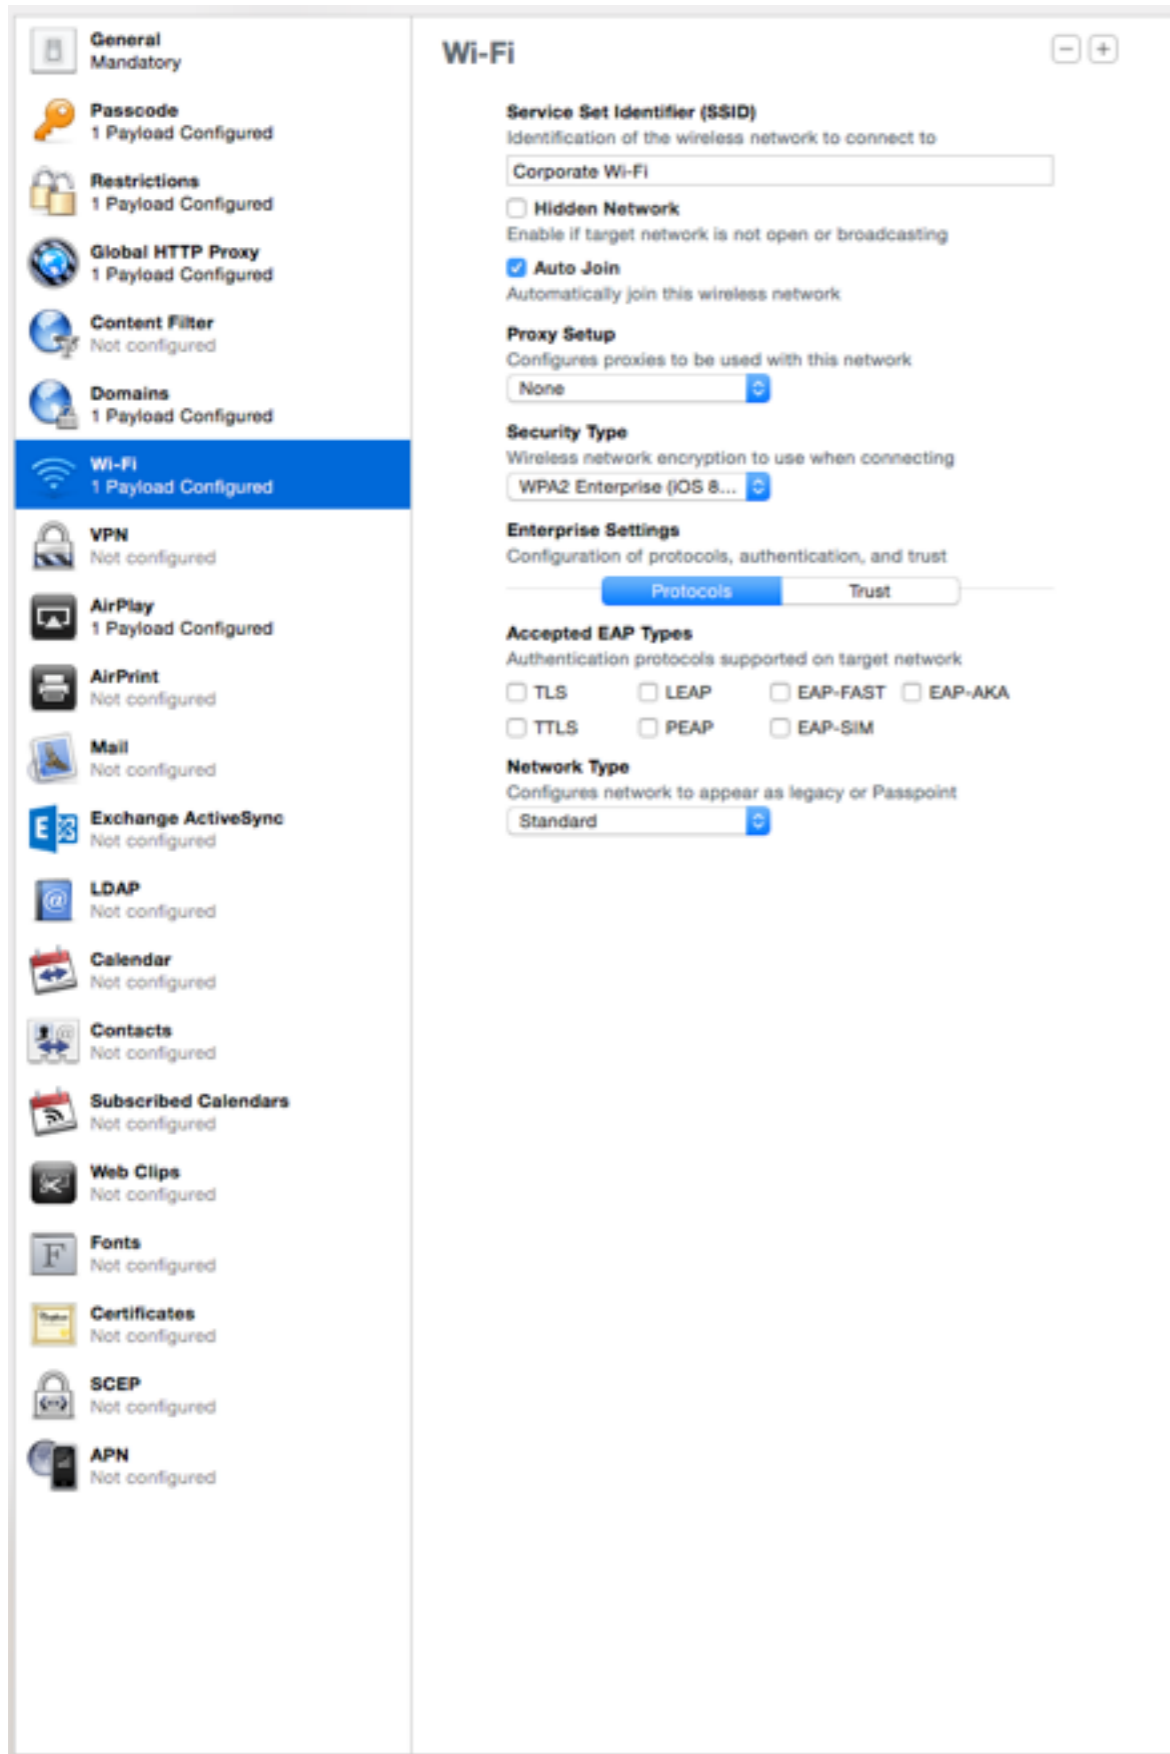 General
Mandatory
Passcode
1 Payload Configured
Restrictions
1 Payload Configured
Global HTTP Proxy
1 Payload Configured
Content Filter
Not configured
Domains
1 Payload Configured
Wi-Fi
1 Payload Configured
VPN
Not configured
AirPlay
1 Payload Configured
AirPrint
Not configured
Mail
Not configured
Exchange ActiveSync
Not configured
LDAP
Not configured
Calendar
Not configured
Contacts
Not configured
Subscribed Calendars
Not configured
Web Clips
Not configured
Fonts
Not configured
Certificates
Not configured
SCEP
Not configured
APN
Not configured
Wi-Fi
Service Set Identifier (SSID)
Identification of the wireless network to connect to
Corporate Wi-Fi
Hidden Network
Enable if target network is not open or broadcasting
Auto Join
Automatically join this wireless network
Proxy Setup
Configures proxies to be used with this network
None
Security Type
Wireless network encryption to use when connecting
WPA2 Enterprise (iOS 8...
Enterprise Settings
Configuration of protocols, authentication, and trust
Protocols Trust
Accepted EAP Types
Authentication protocols supported on target network
TLS LEAP EAP-FAST EAP-AKA
TTLS PEAP EAP-SIM
Network Type
Configures network to appear as legacy or Passpoint
Standard